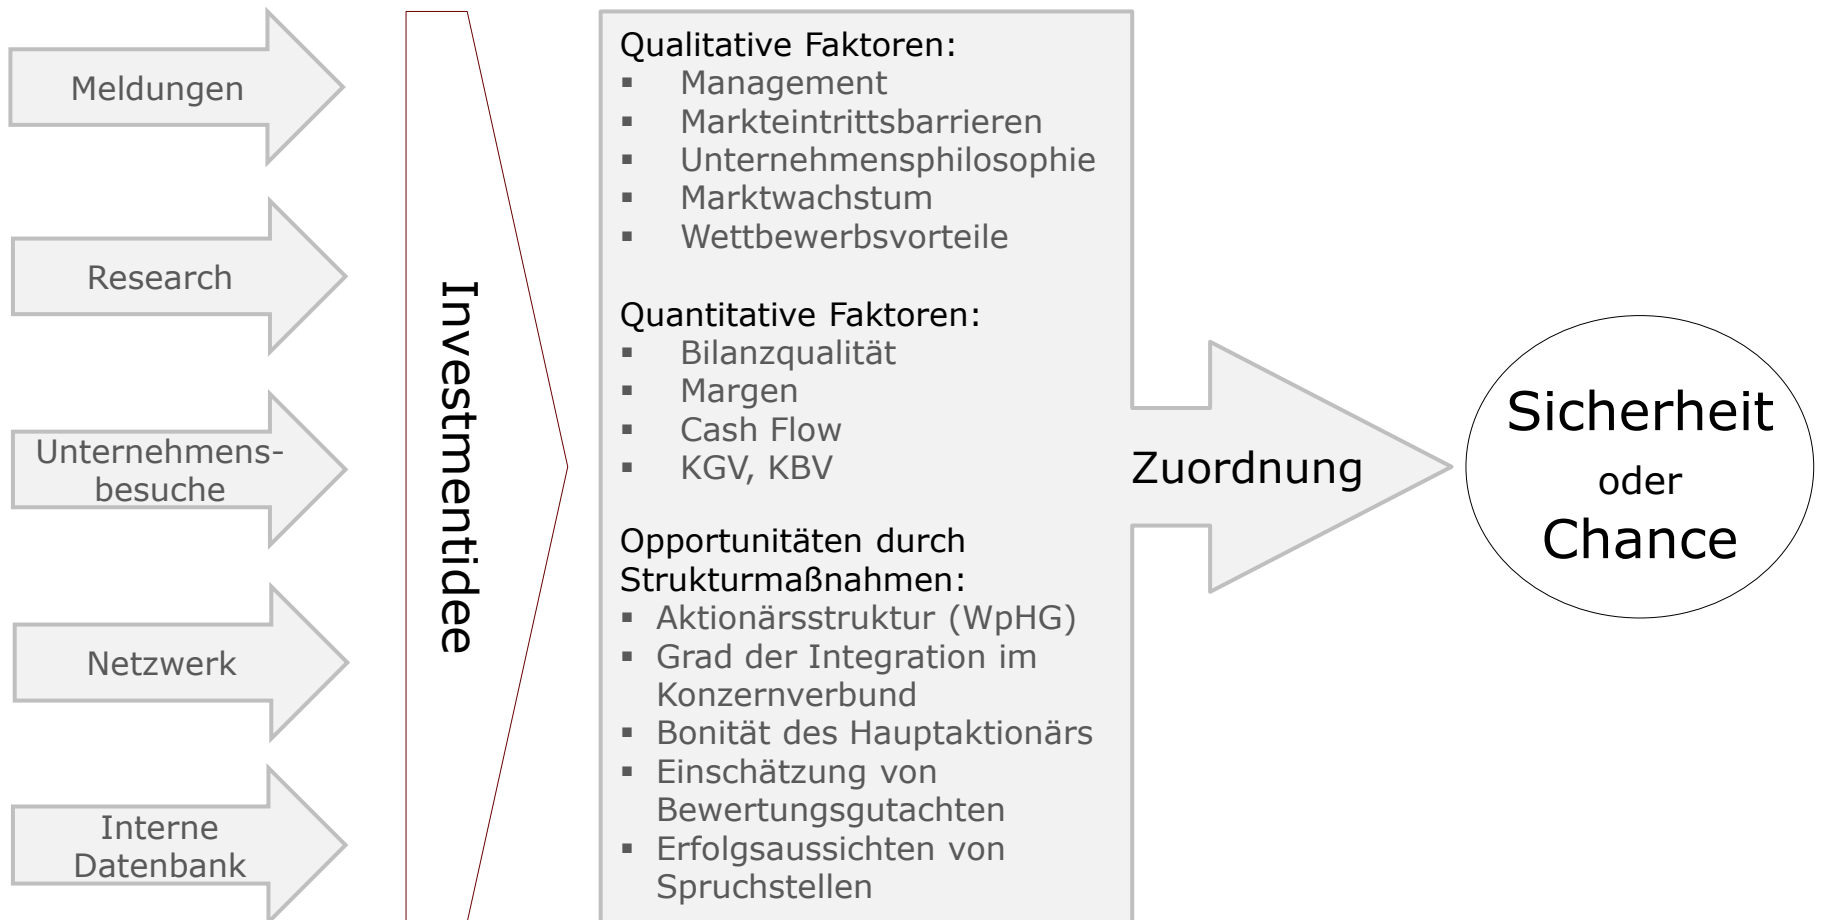 Meldungen
Research
Unternehmens-
besuche
Netzwerk
Interne
Datenbank
Investmentidee
Qualitative Faktoren:
▪ Management
▪ Markteintrittsbarrieren
▪ Unternehmensphilosophie
▪ Marktwachstum
▪ Wettbewerbsvorteile
Quantitative Faktoren:
▪ Bilanzqualität
▪ Margen
▪ Cash Flow
▪ KGV, KBV
Opportunitäten durch
Strukturmaßnahmen:
▪ Aktionärsstruktur (WpHG)
▪ Grad der Integration im
Konzernverbund
▪ Bonität des Hauptaktionärs
▪ Einschätzung von
Bewertungsgutachten
▪ Erfolgsaussichten von
Spruchstellen
Zuordnung
Sicherheit
oder
Chance